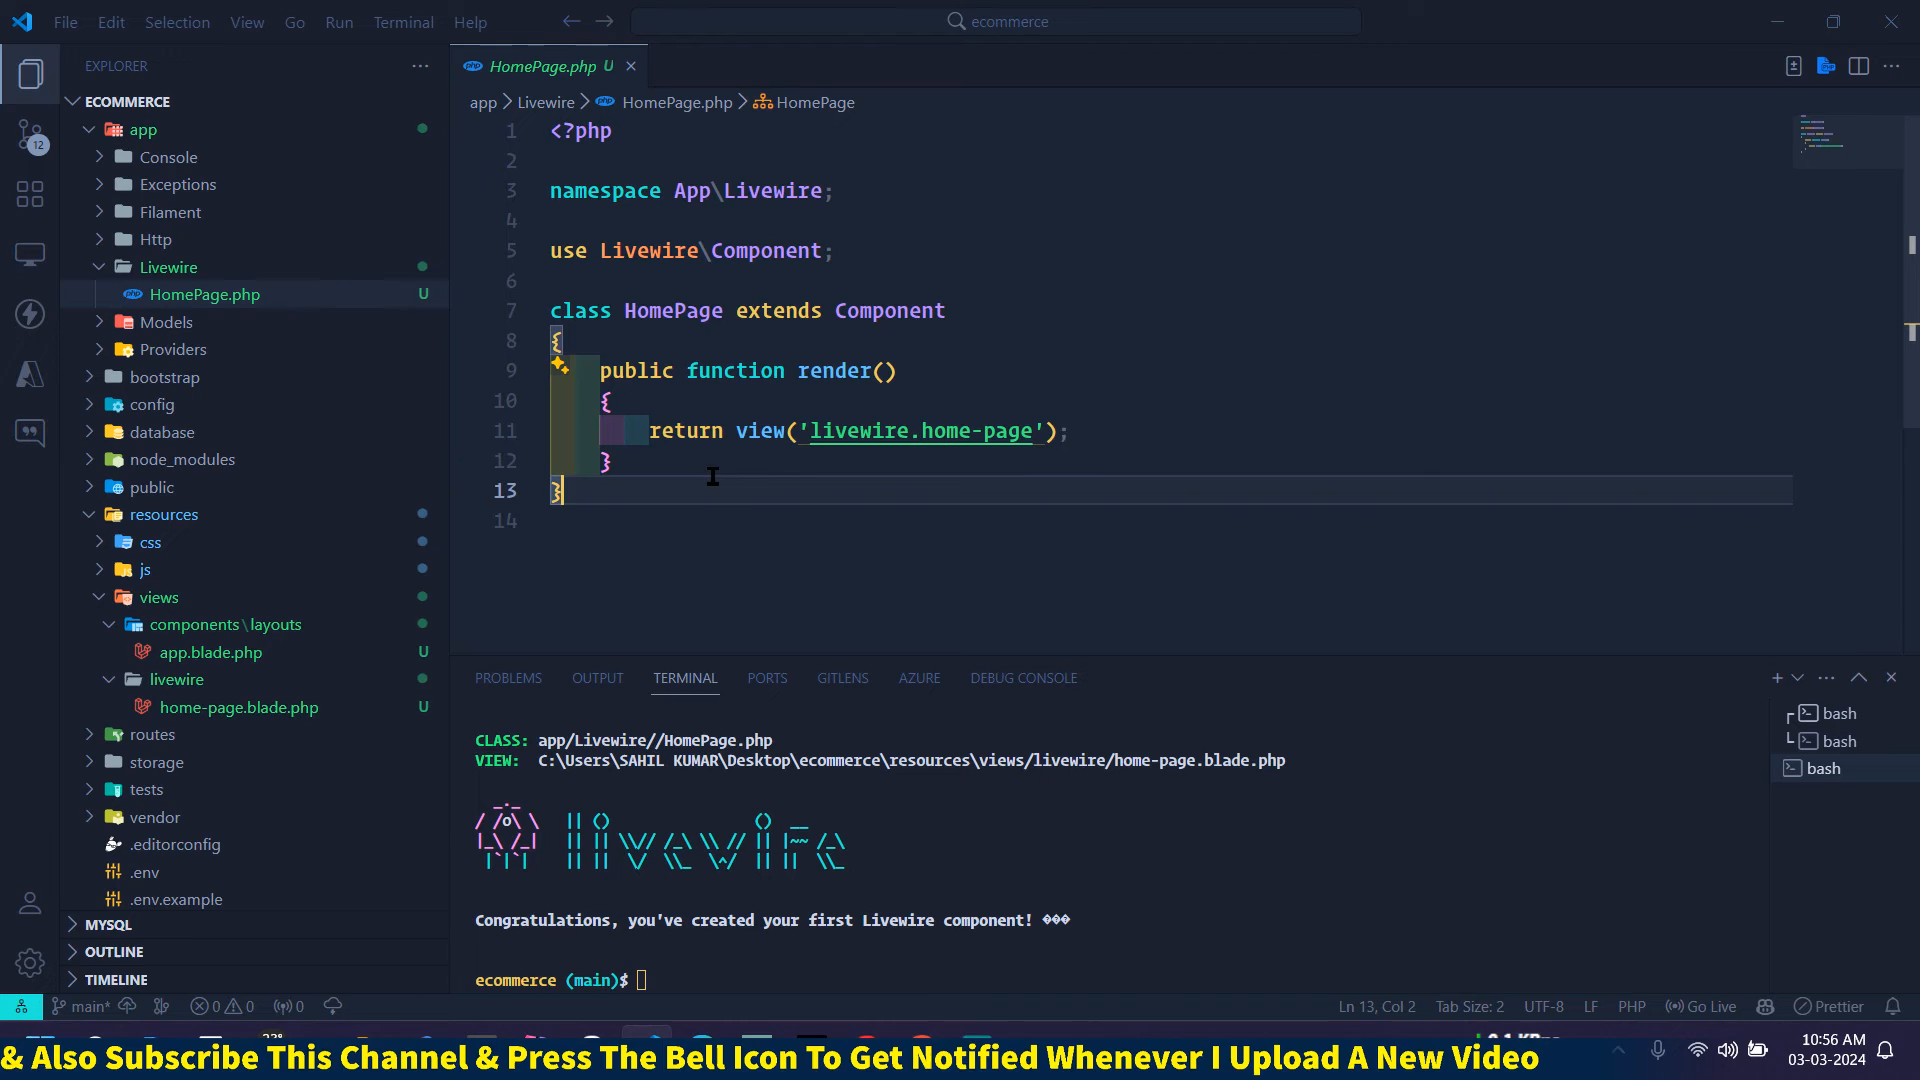 File Edit Selection View Go Run Terminal Help
ecommerce
EXPLORER
ECOMMERCE
app
Console
Exceptions
Filament
Http
Livewire
HomePage.php U
Models
Providers
bootstrap
config
database
node_modules
public
resources
css
js
views
components\layouts
app.blade.php U
livewire
home-page.blade.php U
routes
storage
tests
vendor
.editorconfig
.env
.env.example
MYSQL
OUTLINE
TIMELINE
12
HomePage.php U
app > Livewire > HomePage.php > HomePage
1 <?php
2
3 namespace App\Livewire;
4
5 use Livewire\Component;
6
7 class HomePage extends Component
8 {
9 public function render()
10 {
11 return view('livewire.home-page');
12 }
13 }
14
PROBLEMS OUTPUT TERMINAL PORTS GITLENS AZURE DEBUG CONSOLE
CLASS: app/Livewire//HomePage.php
VIEW: C:\Users\SAHIL KUMAR\Desktop\ecommerce\resources\views/livewire/home-page.blade.php
Congratulations, you've created your first Livewire component! ���
ecommerce (main)$
bash
bash
bash
main* 0 0 0
Ln 13, Col 2 Tab Size: 2 UTF-8 LF PHP Go Live Prettier
10:56 AM
03-03-2024
& Also Subscribe This Channel & Press The Bell Icon To Get Notified Whenever I Upload A New Video